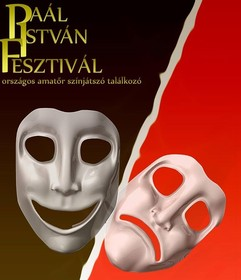 PAÁL
ISTVÁN
FESZTIVÁL
országos amatőr színjátszó találkozó